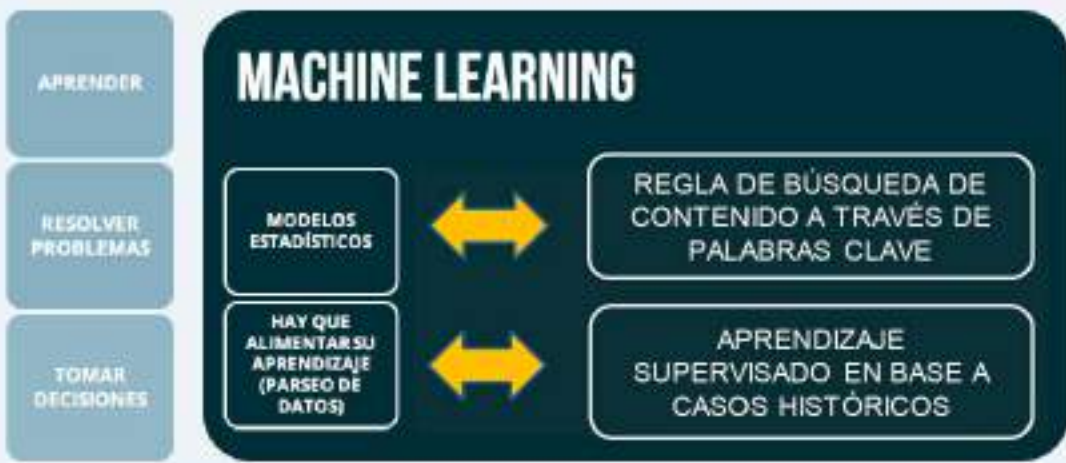 APRENDER
RESOLVER
PROBLEMAS
TOMAR
DECISIONES
MACHINE LEARNING
MODELOS
ESTADÍSTICOS
REGLA DE BÚSQUEDA DE
CONTENIDO A TRAVÉS DE
PALABRAS CLAVE
HAY QUE
ALIMENTAR SU
APRENDIZAJE
(PARSEO DE
DATOS)
APRENDIZAJE
SUPERVISADO EN BASE A
CASOS HISTÓRICOS